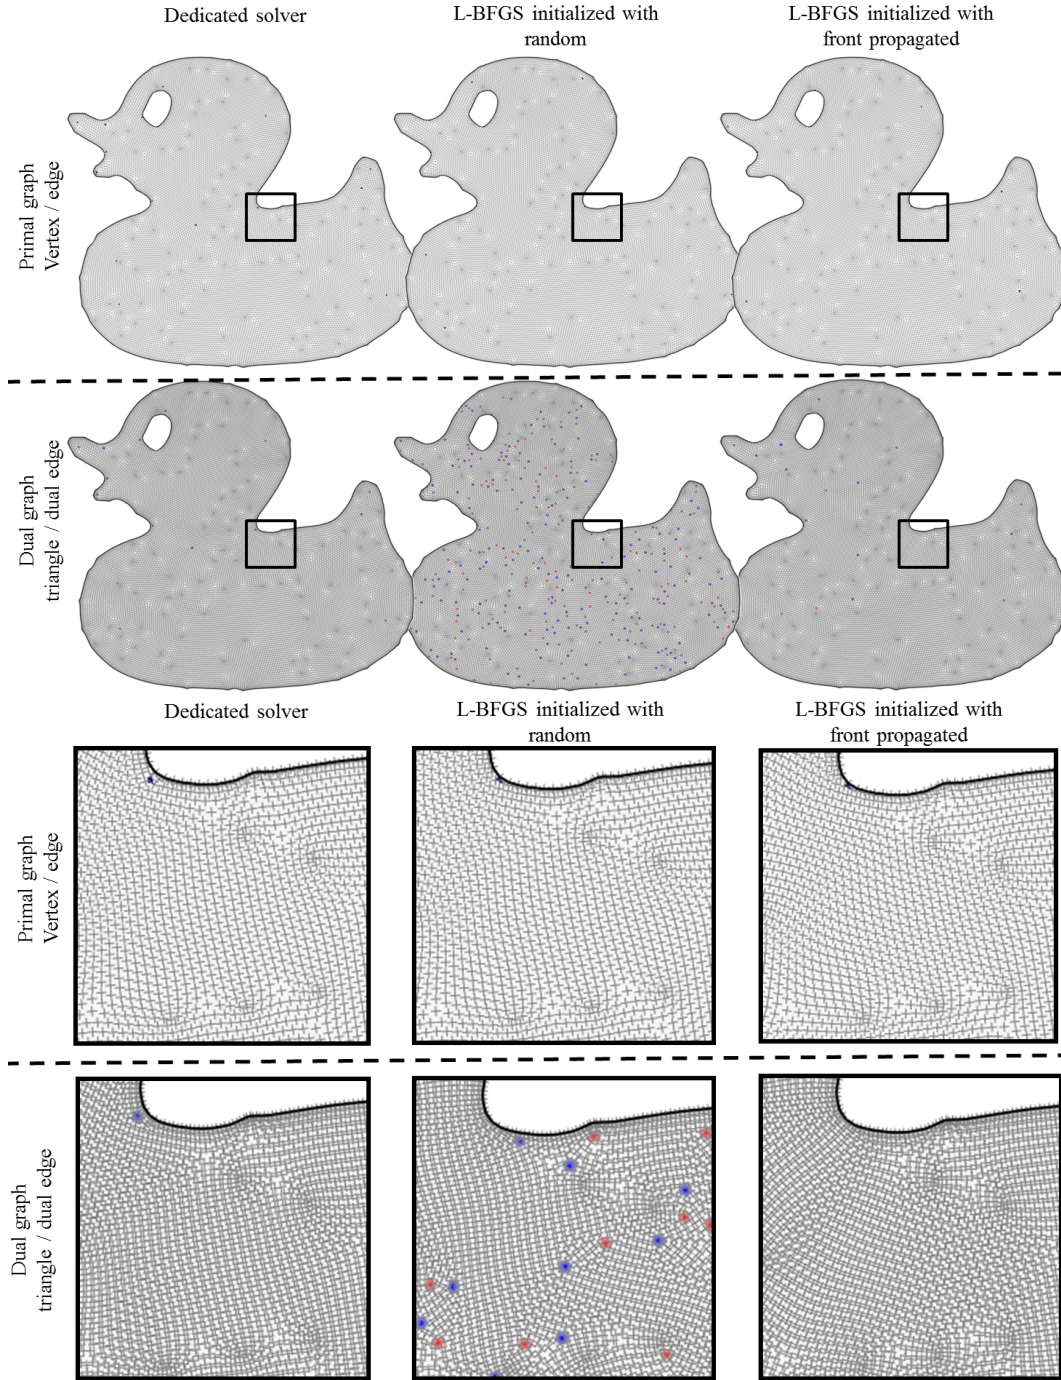 Dedicated solver
L-BFGS initialized with
random
L-BFGS initialized with
front propagated
Primal graph
Vertex / edge
Dual graph
triangle / dual edge
Dedicated solver
L-BFGS initialized with
random
L-BFGS initialized with
front propagated
Primal graph
Vertex / edge
Dual graph
triangle / dual edge